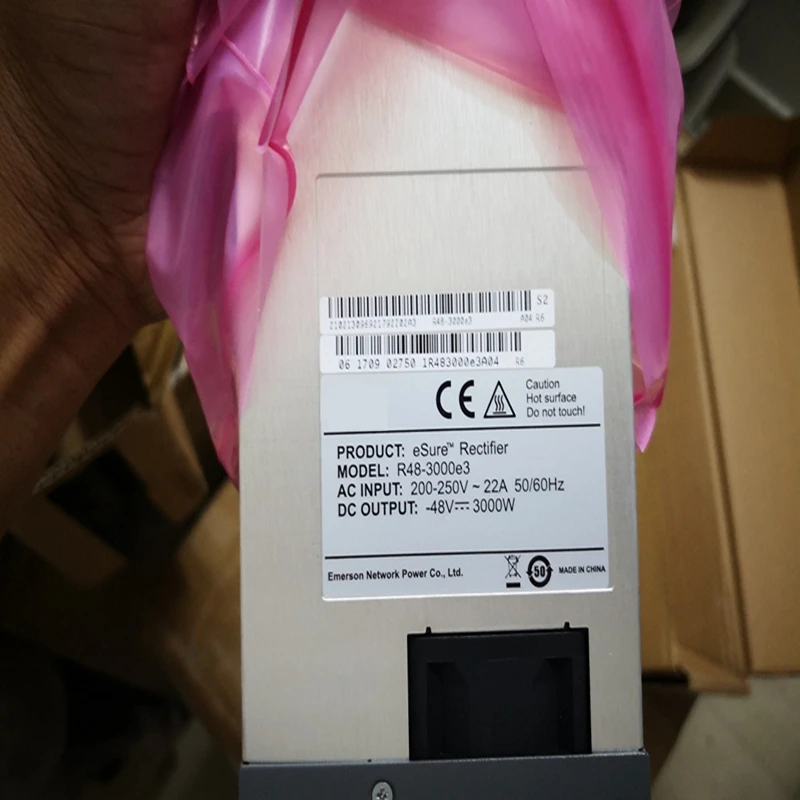 S2
R48-3000e3 A04 R6
06 1709 02750 1R483000e3A04 R6
CE
Caution
Hot surface
Do not touch!
PRODUCT: eSure™ Rectifier
MODEL: R48-3000e3
AC INPUT: 200-250V ~ 22A 50/60Hz
DC OUTPUT: -48V⎓ 3000W
Emerson Network Power Co., Ltd.
50
MADE IN CHINA